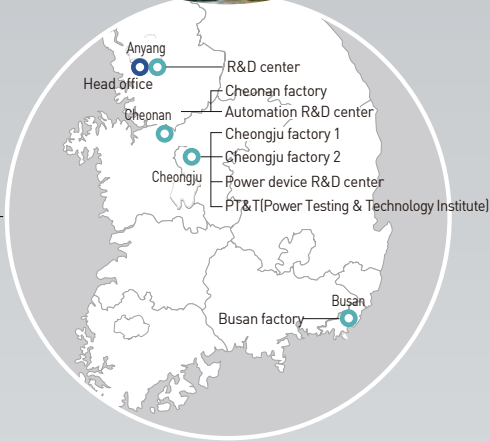 Anyang
R&D center
Head office
Cheonan factory
Cheonan
Automation R&D center
Cheongju factory 1
Cheongju factory 2
Cheongju
Power device R&D center
PT&T(Power Testing & Technology Institute)
Busan
Busan factory